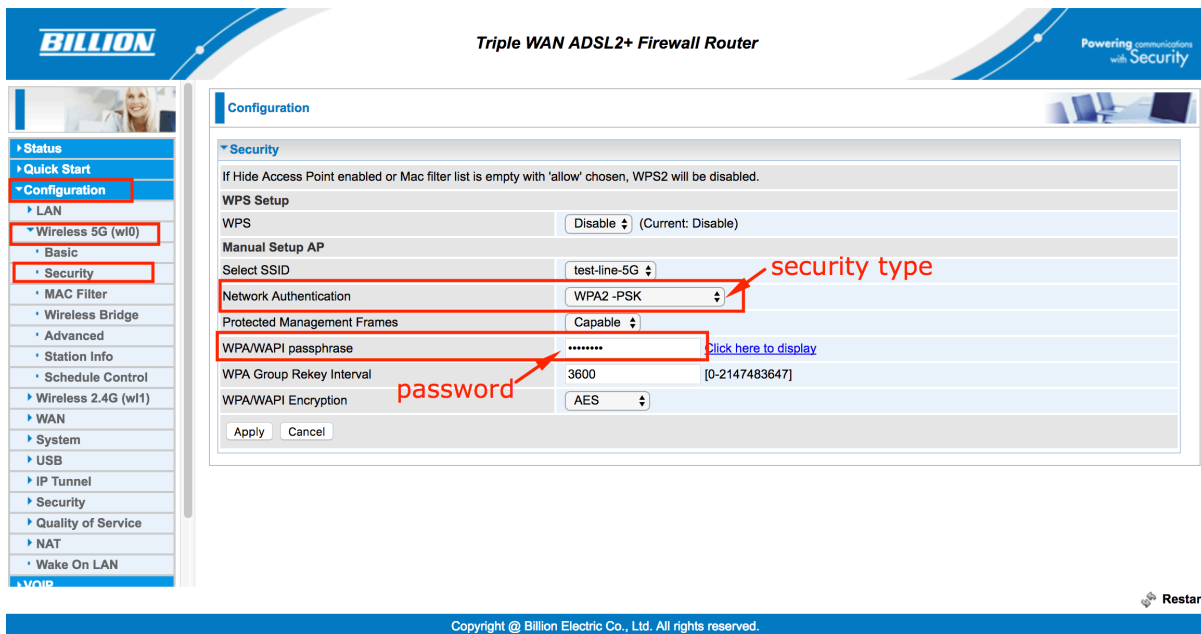 BILLION
Triple WAN ADSL2+ Firewall Router
Powering communications
with Security
Status
Quick Start
Configuration
LAN
Wireless 5G (wl0)
Basic
Security
MAC Filter
Wireless Bridge
Advanced
Station Info
Schedule Control
Wireless 2.4G (wl1)
WAN
System
USB
IP Tunnel
Security
Quality of Service
NAT
Wake On LAN
VOIP
Configuration
Security
If Hide Access Point enabled or Mac filter list is empty with 'allow' chosen, WPS2 will be disabled.
WPS Setup
WPS Disable (Current: Disable)
Manual Setup AP
Select SSID test-line-5G
security type
Network Authentication WPA2 -PSK
Protected Management Frames Capable
WPA/WAPI passphrase •••••••• Click here to display
password
WPA Group Rekey Interval 3600 [0-2147483647]
WPA/WAPI Encryption AES
Apply Cancel
Restar
Copyright @ Billion Electric Co., Ltd. All rights reserved.